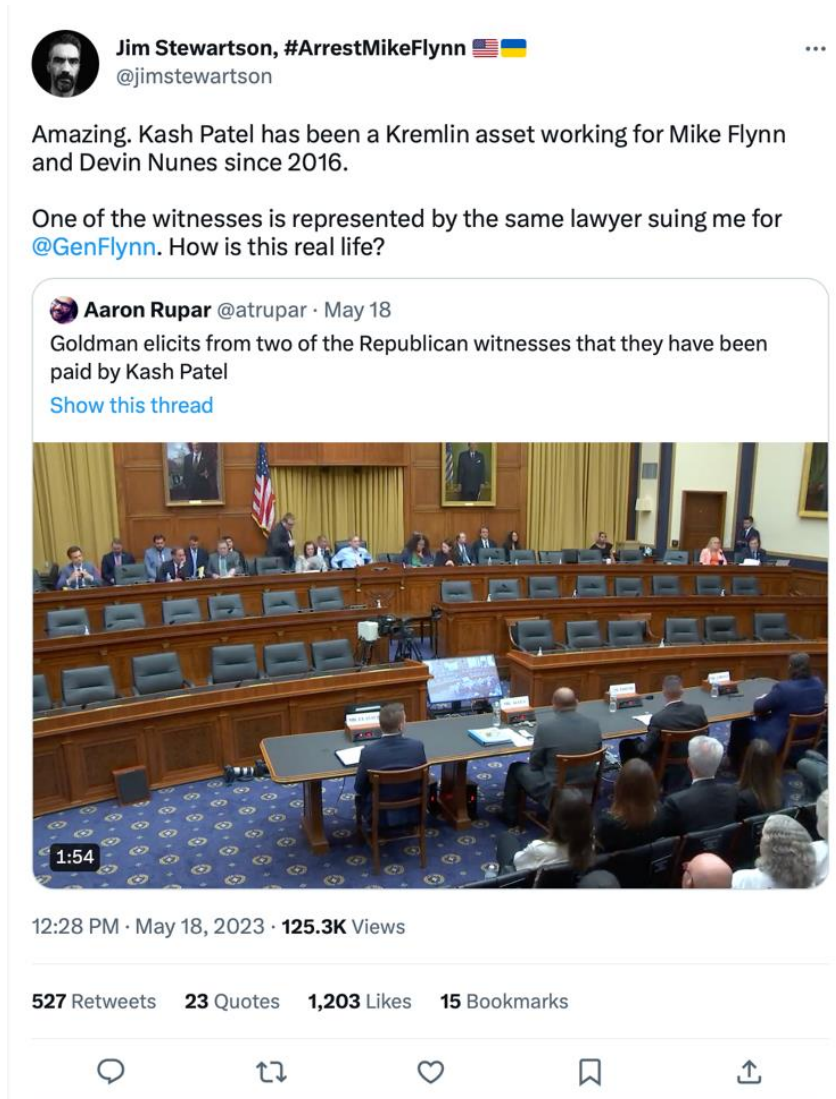 Jim Stewartson, #ArrestMikeFlynn 🇺🇸🇺🇦
@jimstewartson
Amazing. Kash Patel has been a Kremlin asset working for Mike Flynn
and Devin Nunes since 2016.
One of the witnesses is represented by the same lawyer suing me for
@GenFlynn. How is this real life?
Aaron Rupar @atrupar · May 18
Goldman elicits from two of the Republican witnesses that they have been
paid by Kash Patel
Show this thread
1:54
12:28 PM · May 18, 2023 · 125.3K Views
527 Retweets 23 Quotes 1,203 Likes 15 Bookmarks